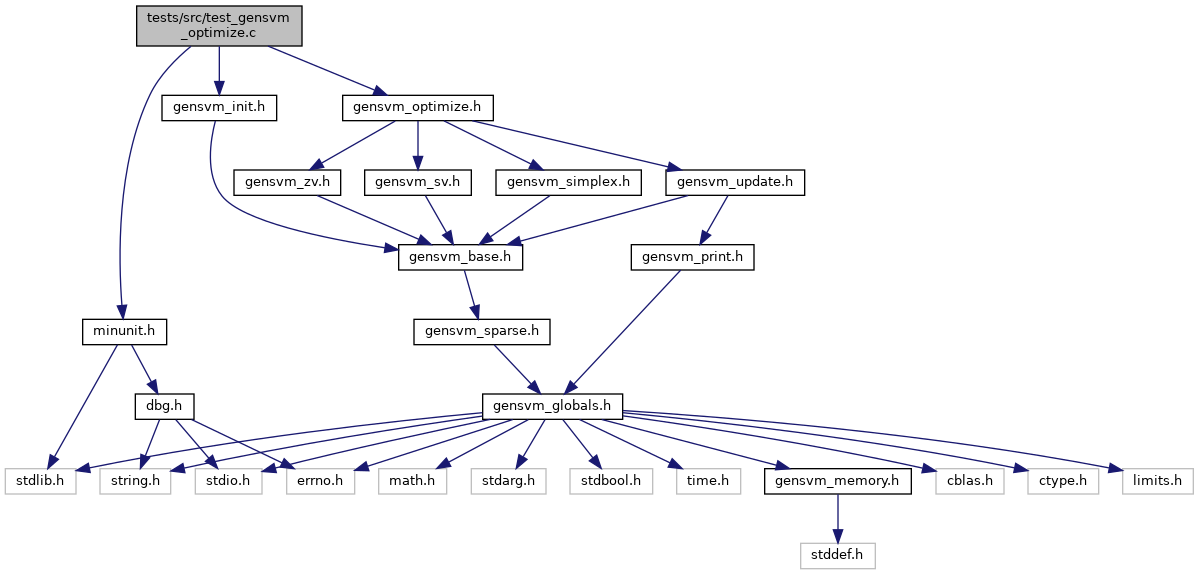 tests/src/test_gensvm
_optimize.c
gensvm_init.h
gensvm_optimize.h
gensvm_zv.h
gensvm_sv.h
gensvm_simplex.h
gensvm_update.h
gensvm_base.h
gensvm_print.h
minunit.h
gensvm_sparse.h
dbg.h
gensvm_globals.h
stdlib.h
string.h
stdio.h
errno.h
math.h
stdarg.h
stdbool.h
time.h
gensvm_memory.h
cblas.h
ctype.h
limits.h
stddef.h